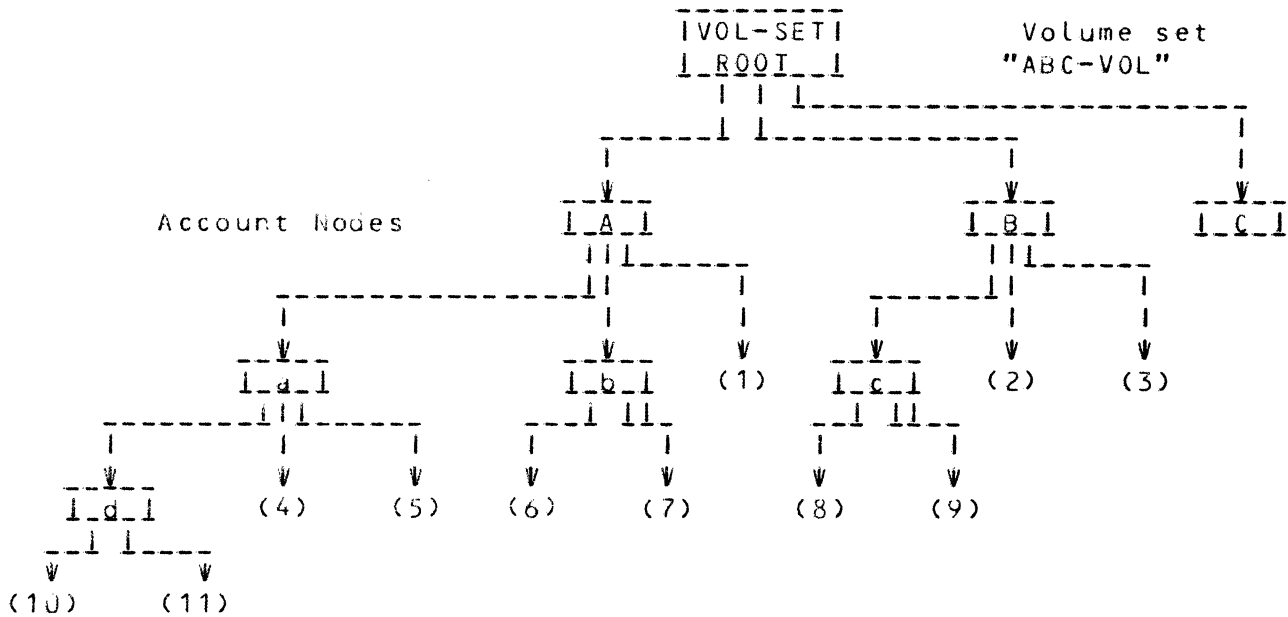 VOL-SET
ROOT
Volume set
"ABC-VOL"
Account Nodes
A
B
C
a
b
(1)
c
(2)
(3)
d
(4)
(5)
(6)
(7)
(8)
(9)
(10)
(11)